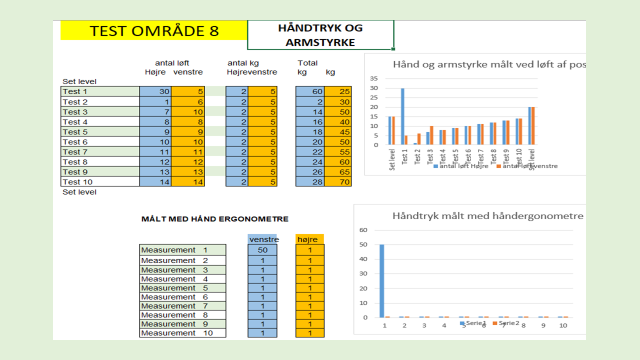 TEST OMRÅDE 8
HÅNDTRYK OG
ARMSTYRKE
antal løft antal kg Total
Højre venstre Højre venstre kg kg
Set level
Test 1 30 5 2 5 60 25
Test 2 1 6 2 5 2 30
Test 3 7 10 2 5 14 50
Test 4 8 8 2 5 16 40
Test 5 9 9 2 5 18 45
Test 6 10 10 2 5 20 50
Test 7 11 11 2 5 22 55
Test 8 12 12 2 5 24 60
Test 9 13 13 2 5 26 65
Test 10 14 14 2 5 28 70
Set level
Hånd og armstyrke målt ved løft af pos
35
30
25
20
15
10
5
0
Set level Test 1 Test 2 Test 3 Test 4 Test 5 Test 6 Test 7 Test 8 Test 9 Test 10 Set level
antal løft Højre antal løft venstre
MÅLT MED HÅND ERGONOMETRE
venstre højre
Measurement 1 50 1
Measurement 2 1 1
Measurement 3 1 1
Measurement 4 1 1
Measurement 5 1 1
Measurement 6 1 1
Measurement 7 1 1
Measurement 8 1 1
Measurement 9 1 1
Measurement 10 1 1
Håndtryk målt med håndergonometre
60
50
40
30
20
10
0
1 2 3 4 5 6 7 8 9 10
Serie1 Serie2